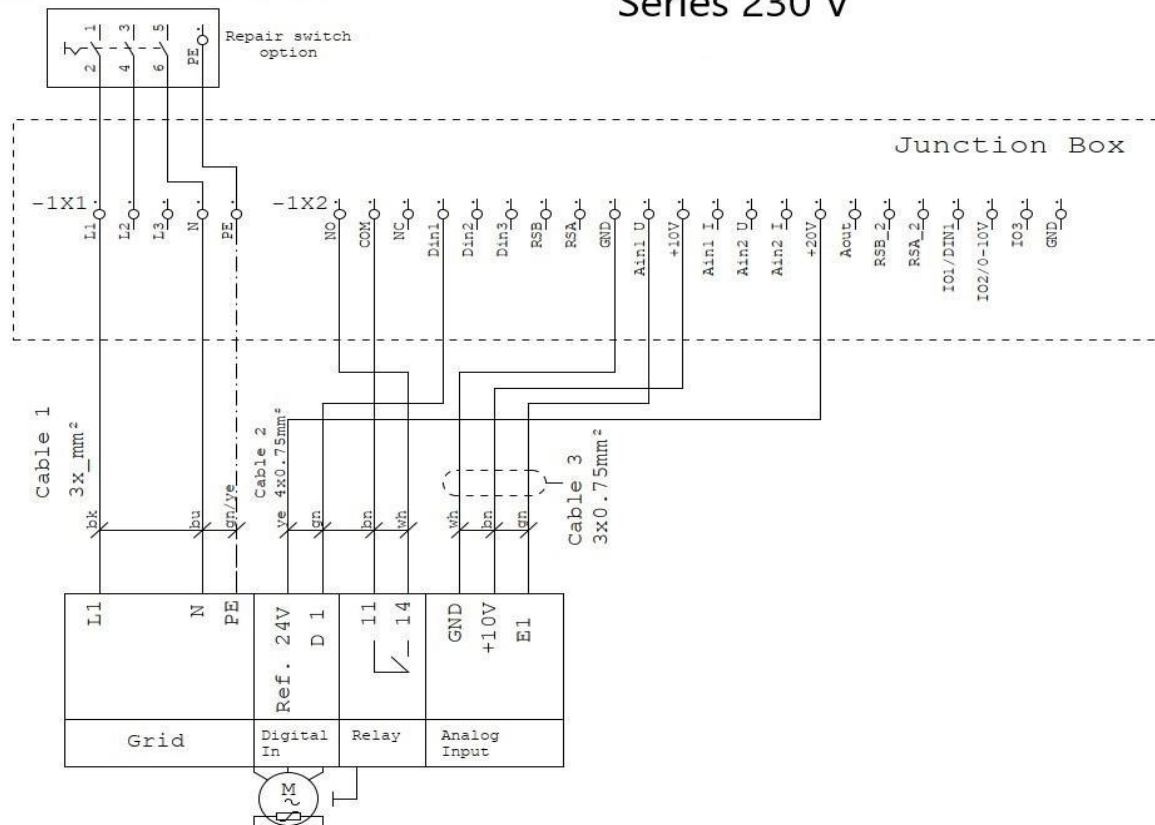 Series 230 V
1 3 5
2 4 6 PE
Repair switch
option
Junction Box
-1X1
L1 L2 L3 N PE
-1X2
NO COM NC Din1 Din2 Din3 RSB RSA GND Ain1 U +10V Ain1 I Ain2 U Ain2 I +20V Aout RSB_2 RSA_2 IO1/DIN1 IO2/0-10V IO3 GND
Cable 1
3x_mm²
Cable 2
4x0.75mm²
Cable 3
3x0.75mm²
bk bu gn/ye ye gn bn wh wh bn gn
L1 N PE Ref. 24V D 1 11 14 GND +10V E1
Grid
Digital
In
Relay
Analog
Input
M
~